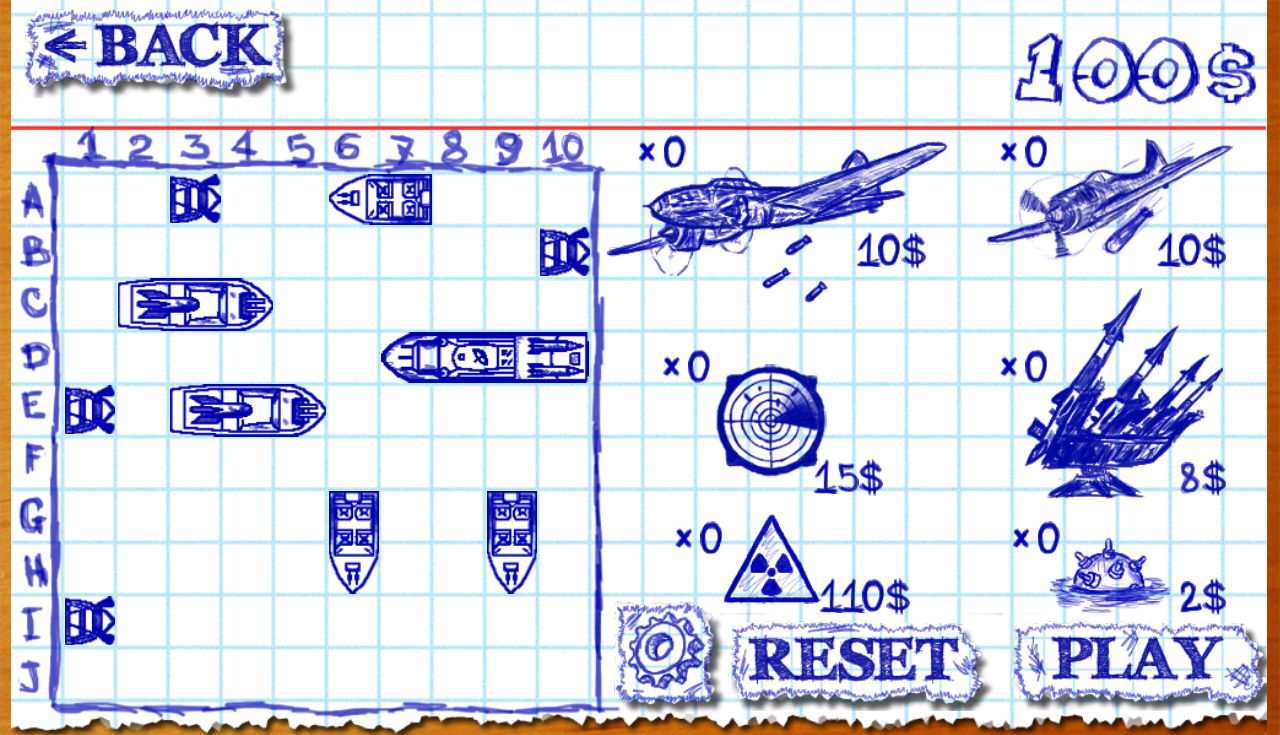 ← BACK
100$
1 2 3 4 5 6 7 8 9 10
A
B
C
D
E
F
G
H
I
J
×0
10$
×0
10$
×0
15$
×0
8$
×0
110$
×0
2$
RESET
PLAY